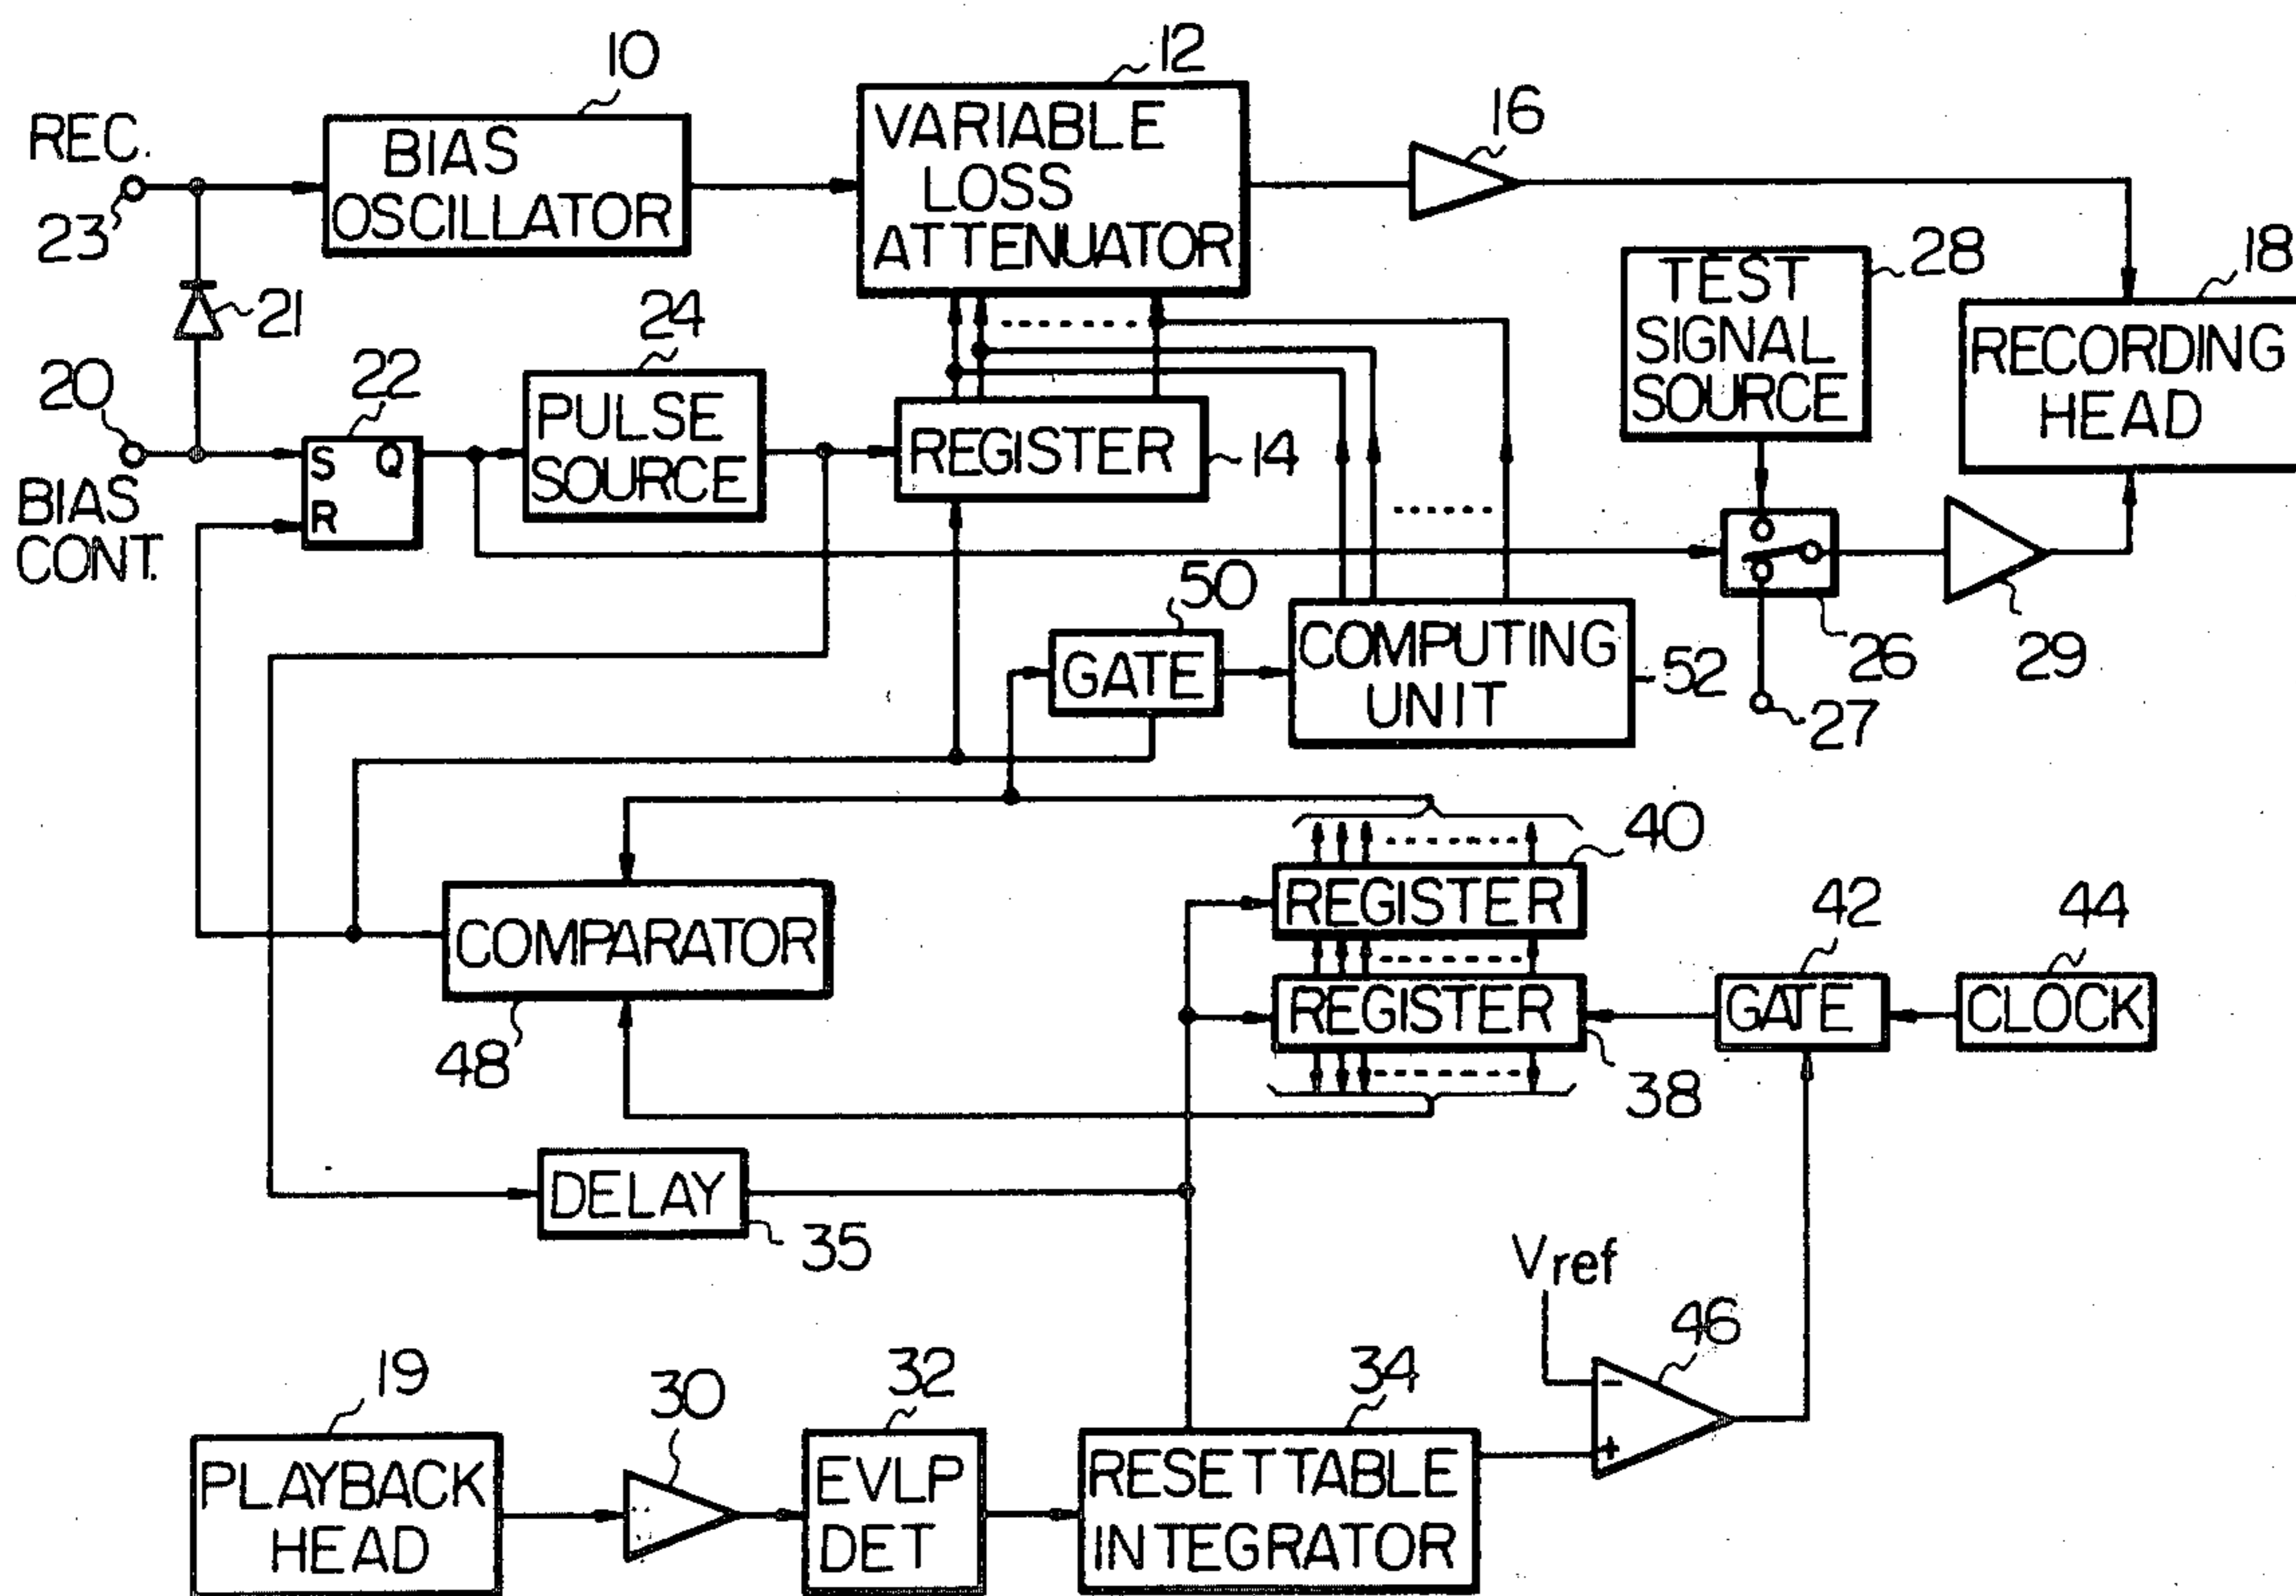 10
12
REC.
BIAS
OSCILLATOR
VARIABLE
LOSS
ATTENUATOR
16
23
28
18
21
24
TEST
SIGNAL
SOURCE
RECORDING
HEAD
20
22
PULSE
SOURCE
REGISTER
14
S Q
R
BIAS
CONT.
50
GATE
COMPUTING
UNIT
52
26
29
27
40
REGISTER
42
44
COMPARATOR
REGISTER
GATE
CLOCK
48
38
DELAY
35
Vref
46
19
30
32
34
-
+
PLAYBACK
HEAD
EVLP
DET
RESETTABLE
INTEGRATOR